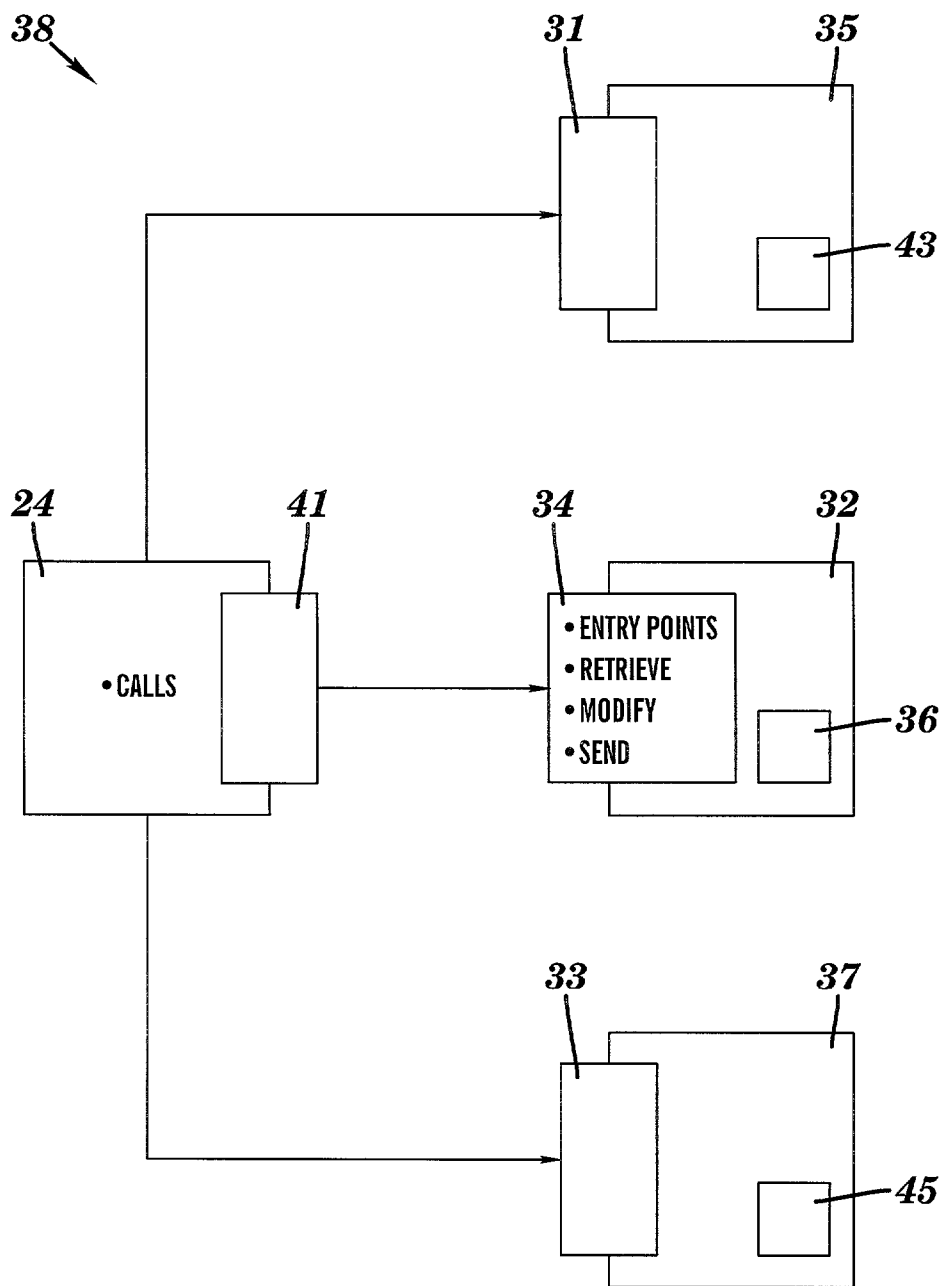 38
31
35
43
24
41
34
32
• CALLS
• ENTRY POINTS
• RETRIEVE
• MODIFY
• SEND
36
33
37
45